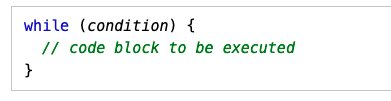 while (condition) {
  // code block to be executed
}